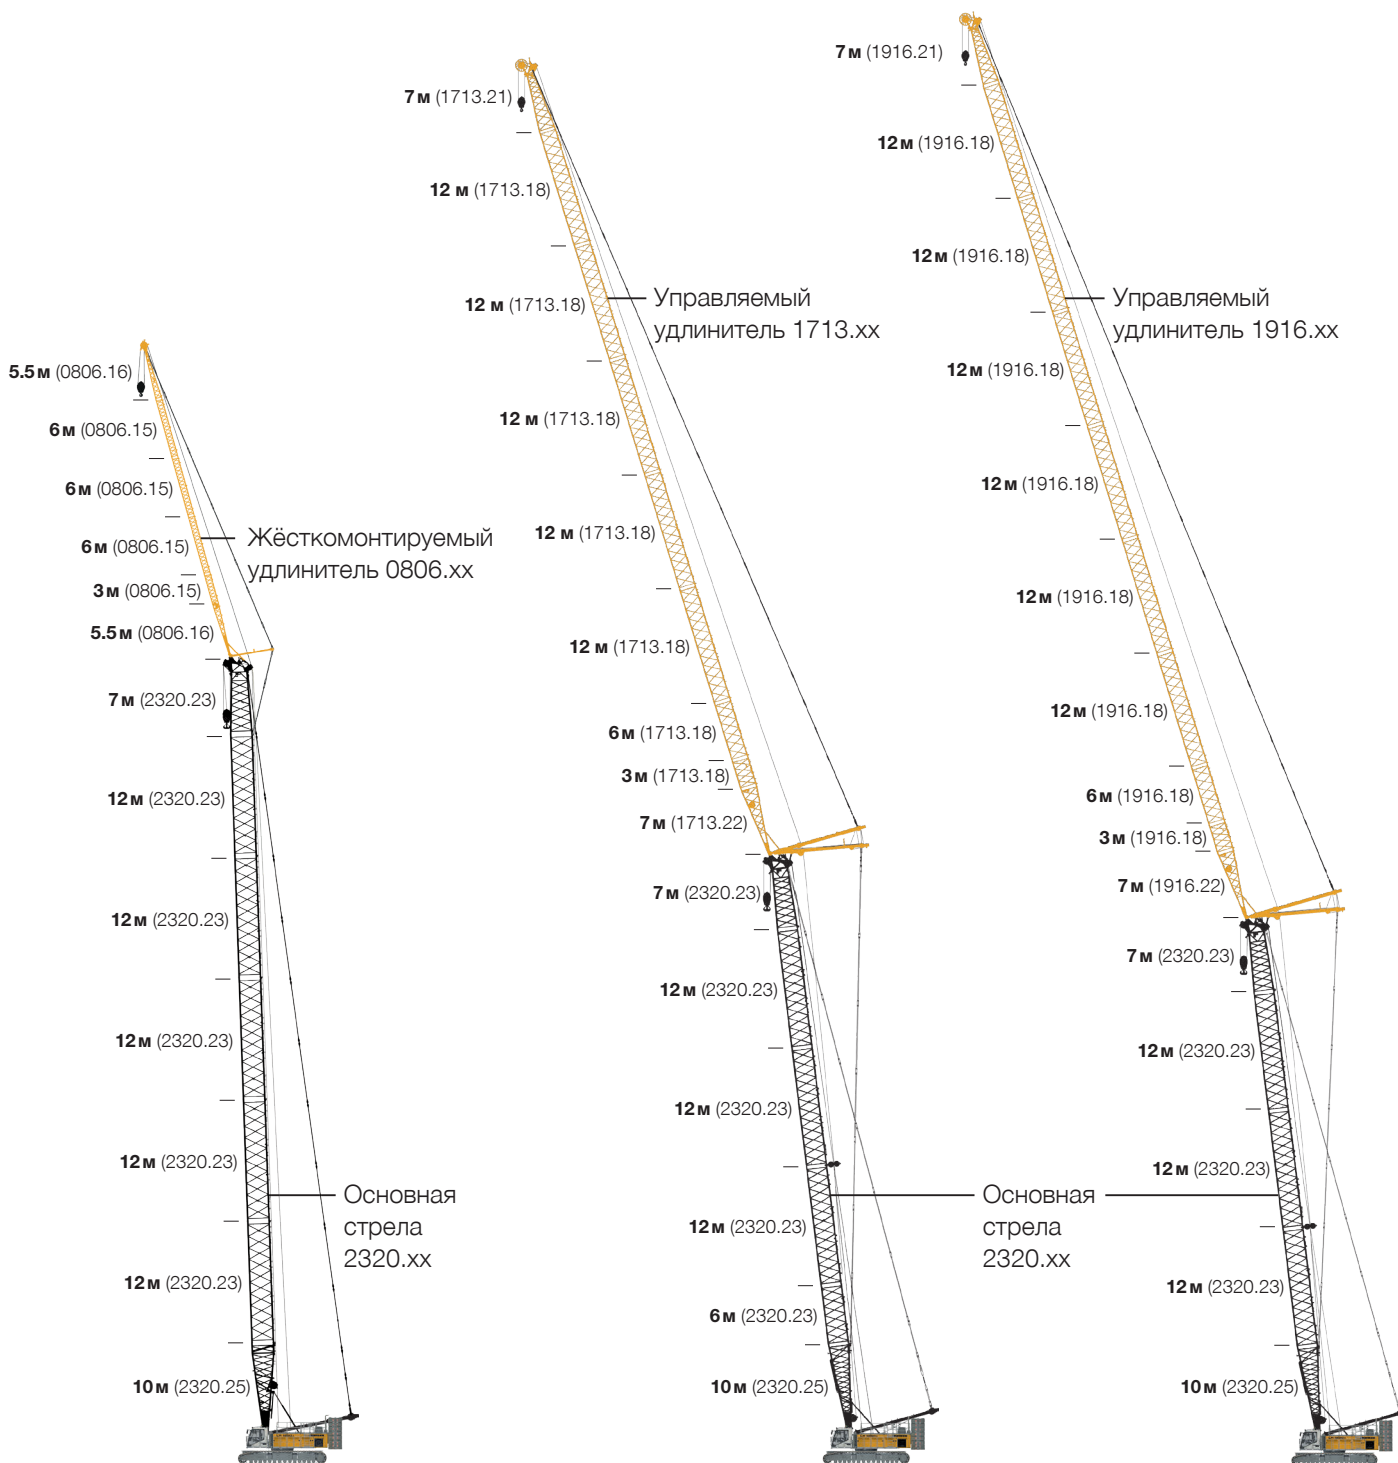 5.5 м (0806.16)
6 м (0806.15)
6 м (0806.15)
6 м (0806.15)
3 м (0806.15)
5.5 м (0806.16)
Жёсткомонтируемый
удлинитель 0806.xx
7 м (2320.23)
12 м (2320.23)
12 м (2320.23)
12 м (2320.23)
12 м (2320.23)
12 м (2320.23)
10 м (2320.25)
Основная
стрела
2320.xx
7 м (1713.21)
12 м (1713.18)
12 м (1713.18)
12 м (1713.18)
12 м (1713.18)
12 м (1713.18)
6 м (1713.18)
3 м (1713.18)
7 м (1713.22)
Управляемый
удлинитель 1713.xx
7 м (2320.23)
12 м (2320.23)
12 м (2320.23)
12 м (2320.23)
6 м (2320.23)
10 м (2320.25)
Основная
стрела
2320.xx
7 м (1916.21)
12 м (1916.18)
12 м (1916.18)
12 м (1916.18)
12 м (1916.18)
12 м (1916.18)
12 м (1916.18)
6 м (1916.18)
3 м (1916.18)
7 м (1916.22)
Управляемый
удлинитель 1916.xx
7 м (2320.23)
12 м (2320.23)
12 м (2320.23)
12 м (2320.23)
10 м (2320.25)